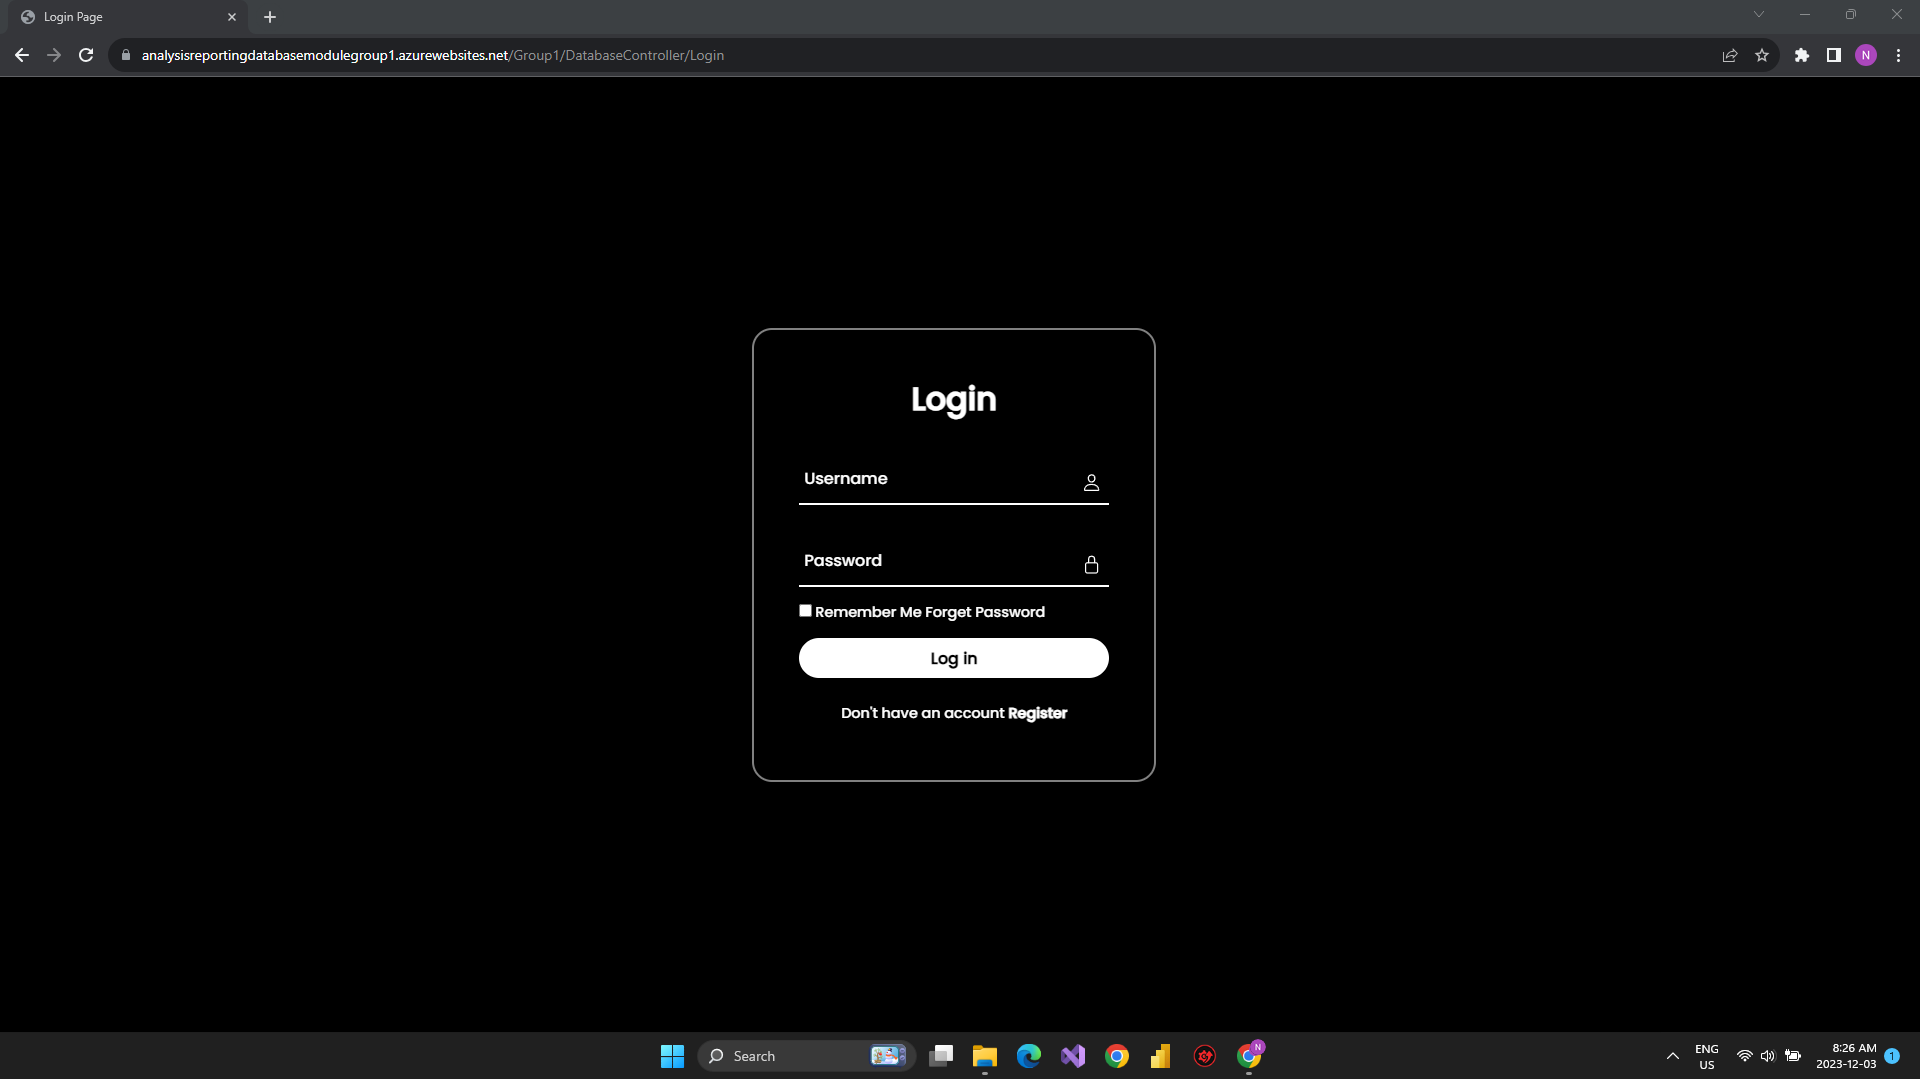 Login Page
analysisreportingdatabasemodulegroup1.azurewebsites.net/Group1/DatabaseController/Login
N
Login
Username
Password
Remember Me Forget Password
Log in
Don't have an account Register
Search
N
ENG
US
8:26 AM
2023-12-03
1